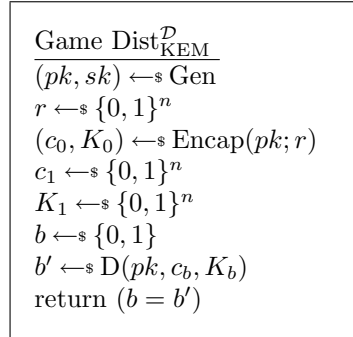 Game Dist^𝒟_KEM
(pk, sk) ←$ Gen
r ←$ {0, 1}^n
(c_0, K_0) ←$ Encap(pk; r)
c_1 ←$ {0, 1}^n
K_1 ←$ {0, 1}^n
b ←$ {0, 1}
b′ ←$ D(pk, c_b, K_b)
return (b = b′)